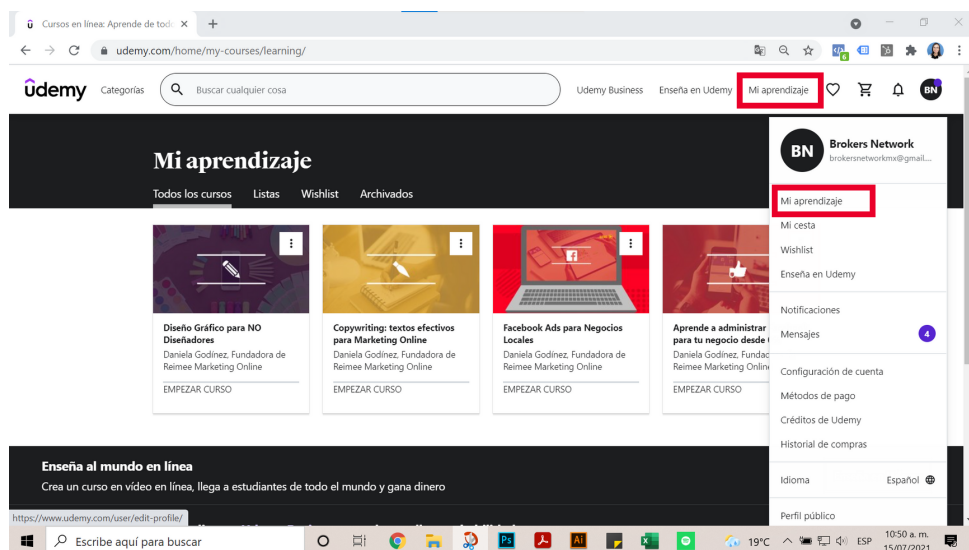 Cursos en línea: Aprende de todo
udemy.com/home/my-courses/learning/
6
ûdemy
Categorías
Buscar cualquier cosa
Udemy Business
Enseña en Udemy
Mi aprendizaje
BN
Mi aprendizaje
Todos los cursos
Listas
Wishlist
Archivados
Diseño Gráfico para NO
Diseñadores
Daniela Godínez, Fundadora de
Reimee Marketing Online
EMPEZAR CURSO
Copywriting: textos efectivos
para Marketing Online
Daniela Godínez, Fundadora de
Reimee Marketing Online
EMPEZAR CURSO
Facebook Ads para Negocios
Locales
Daniela Godínez, Fundadora de
Reimee Marketing Online
EMPEZAR CURSO
Aprende a administrar
para tu negocio desde
Daniela Godínez, Fundadora
Reimee Marketing Online
EMPEZAR CURSO
BN
Brokers Network
brokersnetworkmx@gmail....
Mi aprendizaje
Mi cesta
Wishlist
Enseña en Udemy
Notificaciones
Mensajes
4
Configuración de cuenta
Métodos de pago
Créditos de Udemy
Historial de compras
Idioma
Español
Perfil público
Enseña al mundo en línea
Crea un curso en vídeo en línea, llega a estudiantes de todo el mundo y gana dinero
https://www.udemy.com/user/edit-profile/
Escribe aquí para buscar
Ps
Ai
19°C
ESP
10:50 a. m.
15/07/2021